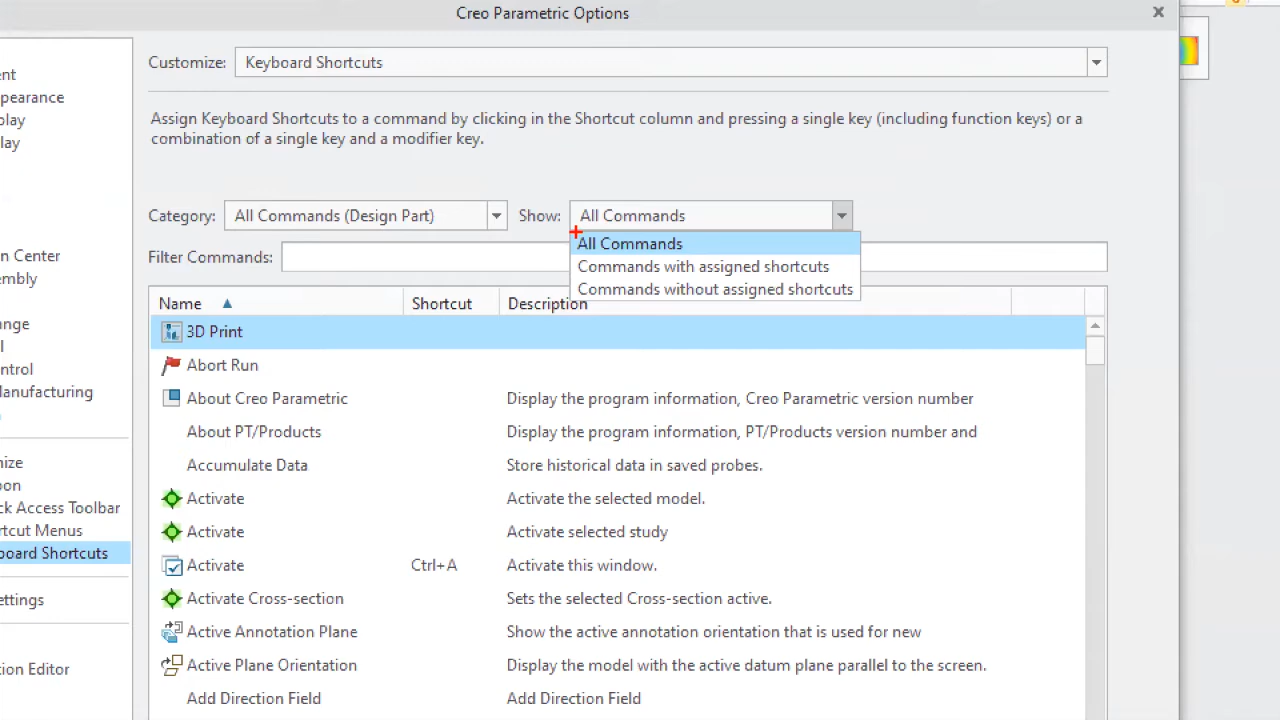 Creo Parametric Options
ent
ppearance
play
lay
on Center
embly
nge
l
ontrol
Manufacturing
mize
bon
ck Access Toolbar
rtcut Menus
board Shortcuts
ettings
tion Editor
Customize: Keyboard Shortcuts
Assign Keyboard Shortcuts to a command by clicking in the Shortcut column and pressing a single key (including function keys) or a
combination of a single key and a modifier key.
Category: All Commands (Design Part) Show: All Commands
All Commands
Commands with assigned shortcuts
Commands without assigned shortcuts
Filter Commands:
Name Shortcut Description
3D Print
Abort Run
About Creo Parametric Display the program information, Creo Parametric version number
About PT/Products Display the program information, PT/Products version number and
Accumulate Data Store historical data in saved probes.
Activate Activate the selected model.
Activate Activate selected study
Activate Ctrl+A Activate this window.
Activate Cross-section Sets the selected Cross-section active.
Active Annotation Plane Show the active annotation orientation that is used for new
Active Plane Orientation Display the model with the active datum plane parallel to the screen.
Add Direction Field Add Direction Field